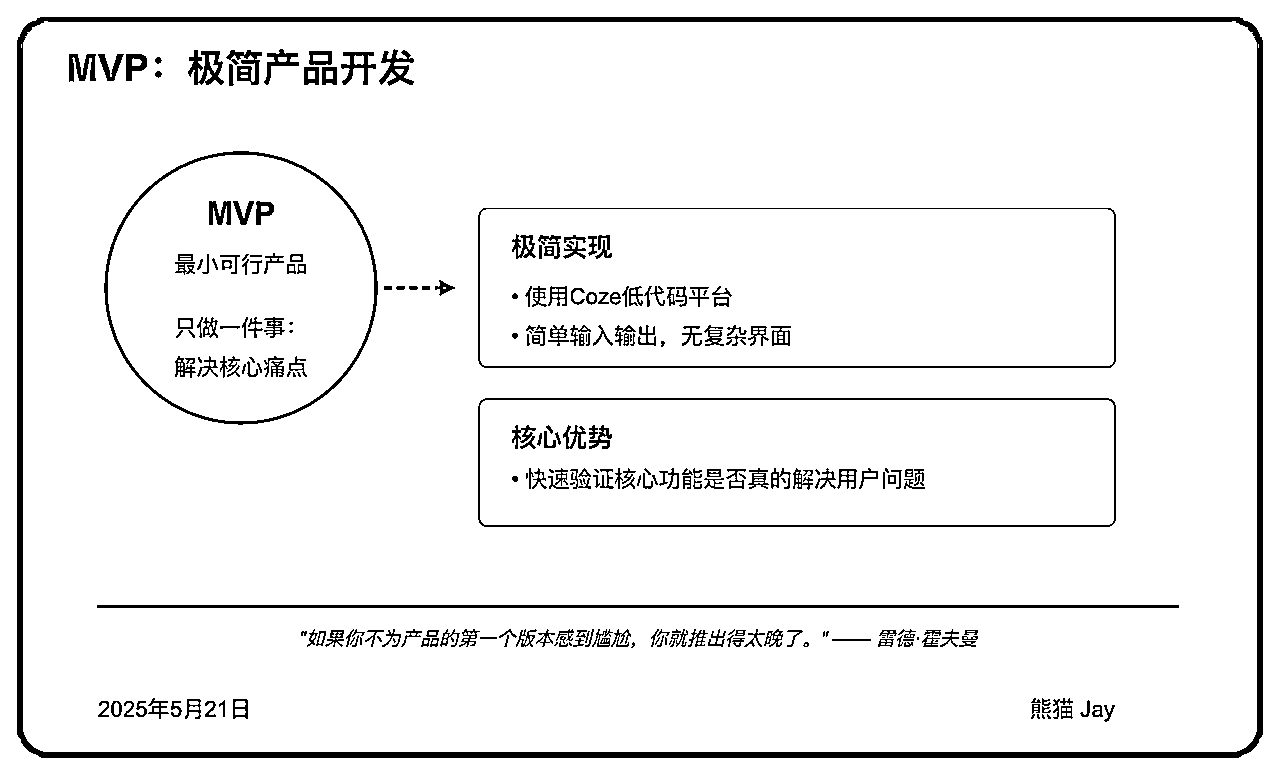 MVP：极简产品开发
MVP
最小可行产品
只做一件事：
解决核心痛点
极简实现
• 使用Coze低代码平台
• 简单输入输出，无复杂界面
核心优势
• 快速验证核心功能是否真的解决用户问题
"如果你不为产品的第一个版本感到尴尬，你就推出得太晚了。" —— 雷德·霍夫曼
2025年5月21日
熊猫 Jay